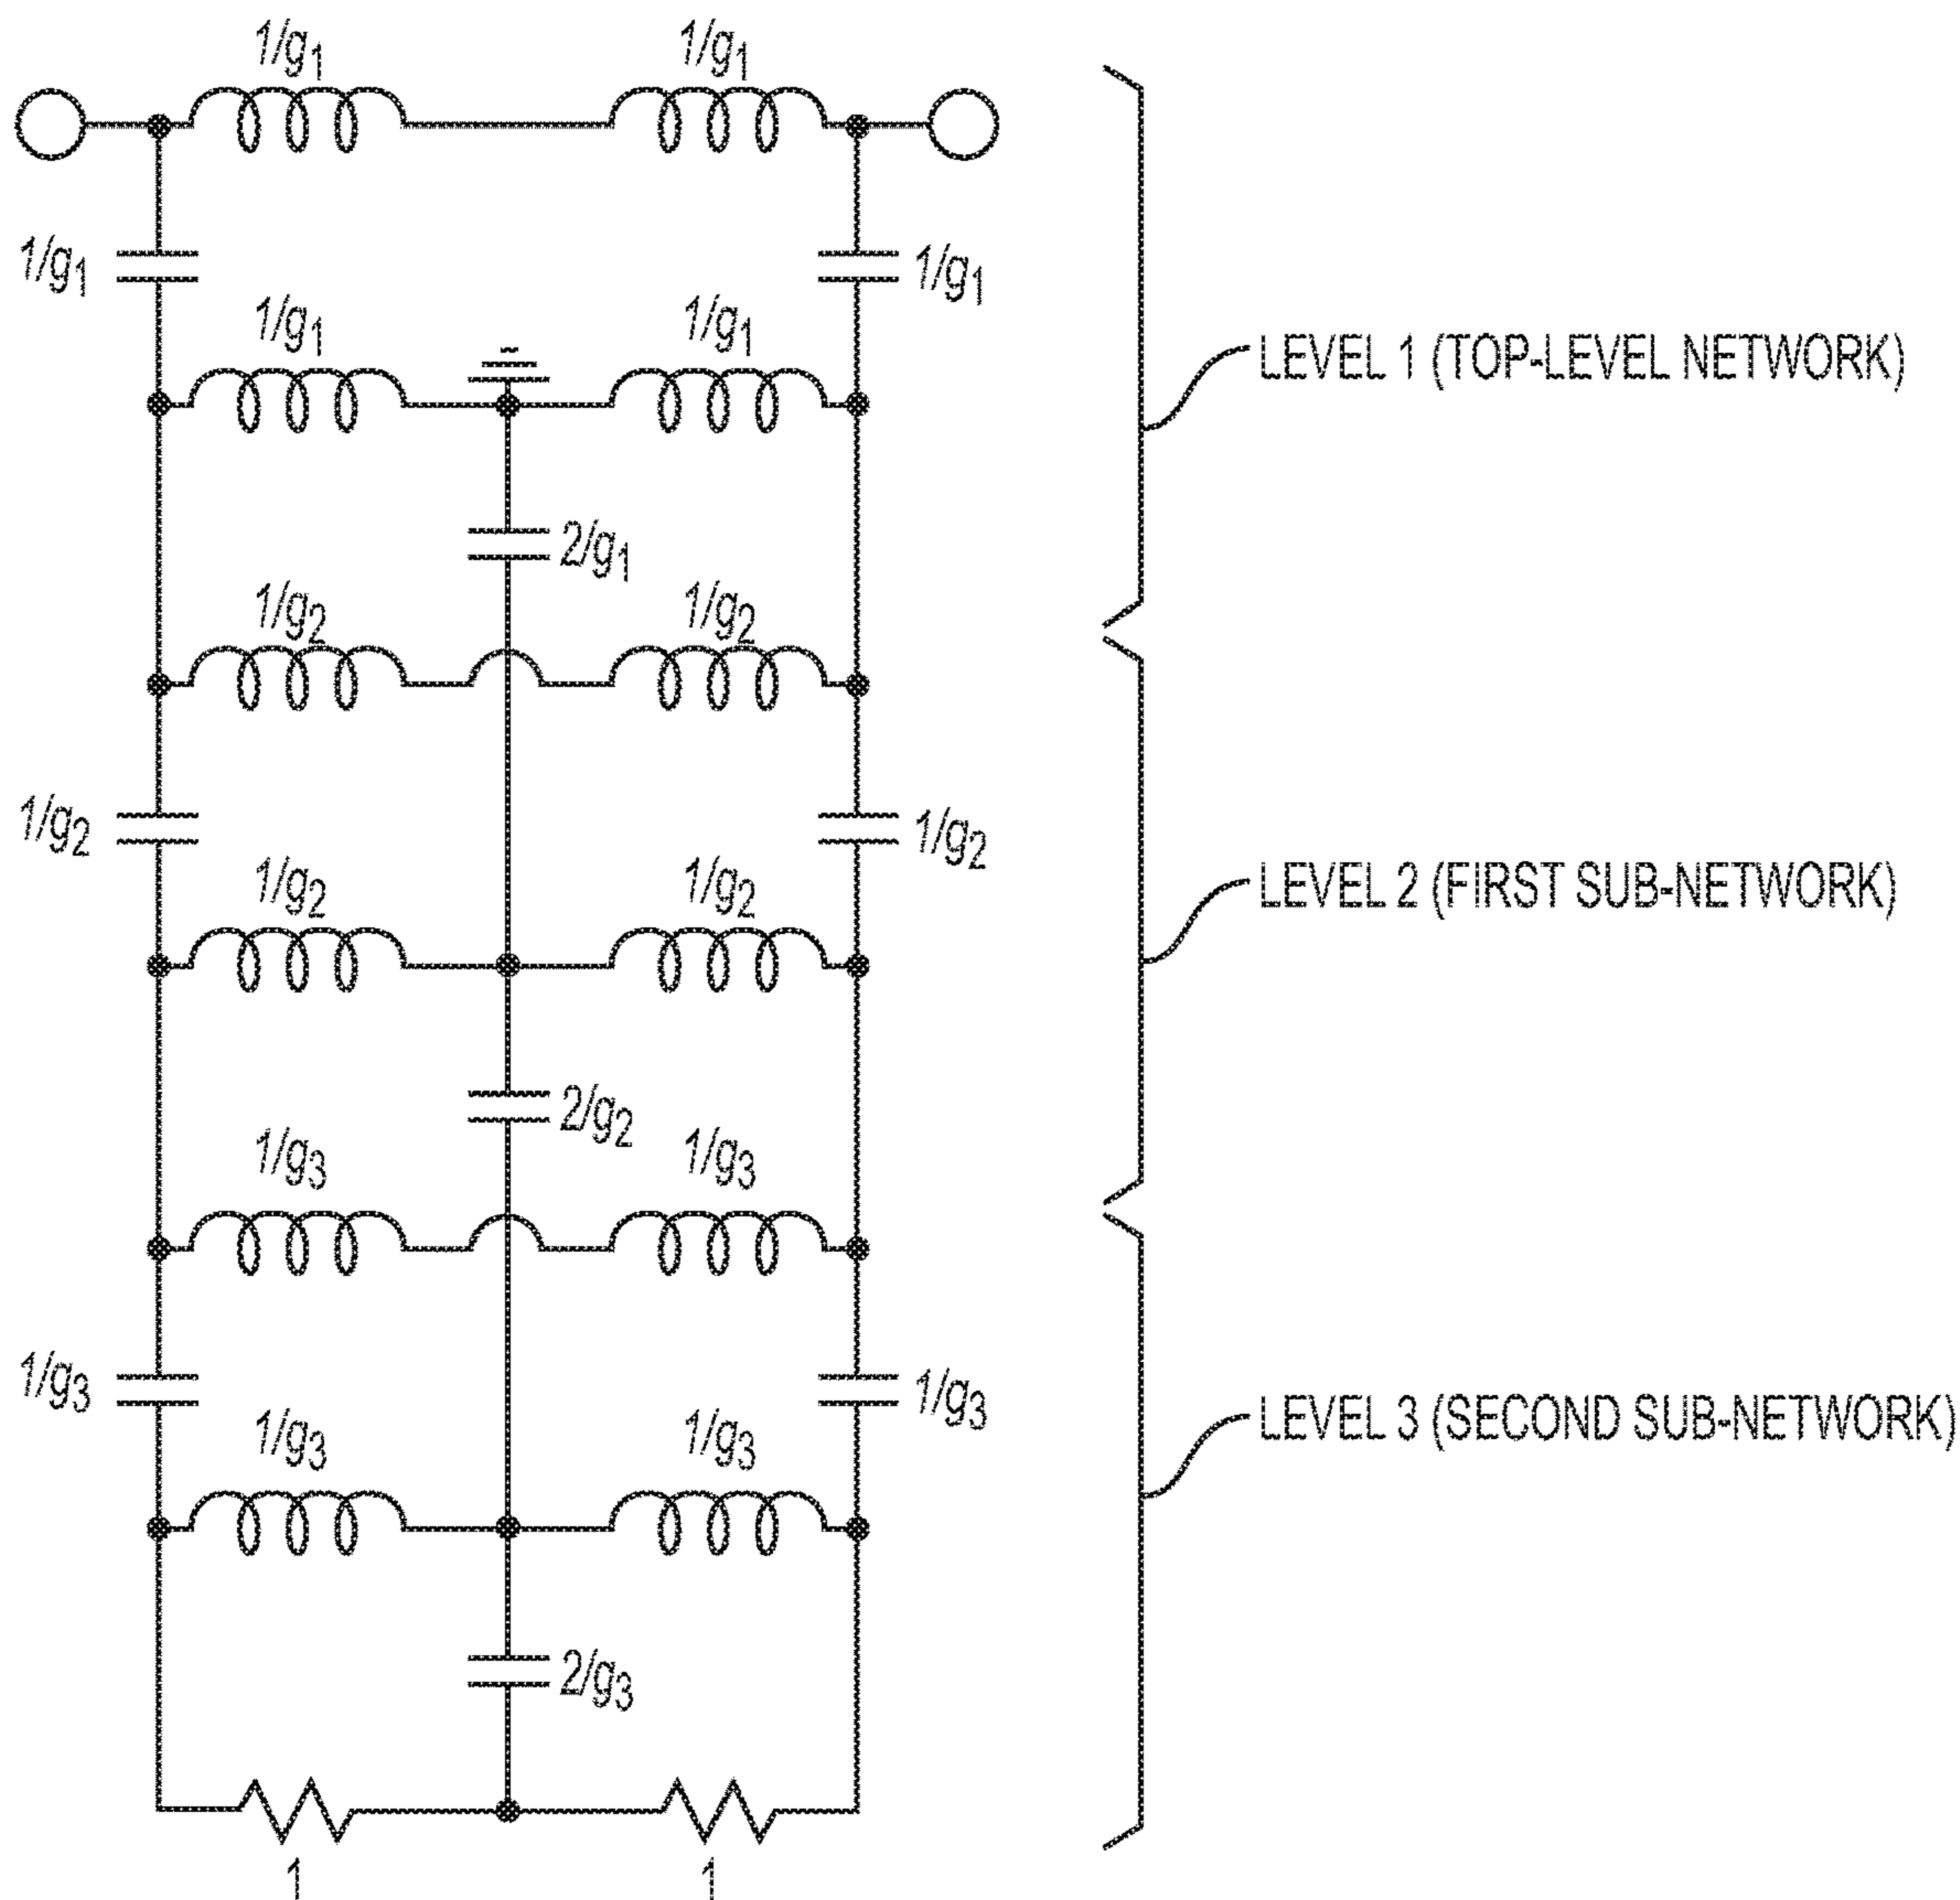 1/g1 1/g1
1/g1 1/g1
1/g1 1/g1
LEVEL 1 (TOP-LEVEL NETWORK)
2/g1
1/g2 1/g2
1/g2 1/g2
1/g2 1/g2
LEVEL 2 (FIRST SUB-NETWORK)
2/g2
1/g3 1/g3
1/g3 1/g3
LEVEL 3 (SECOND SUB-NETWORK)
1/g3 1/g3
2/g3
1 1